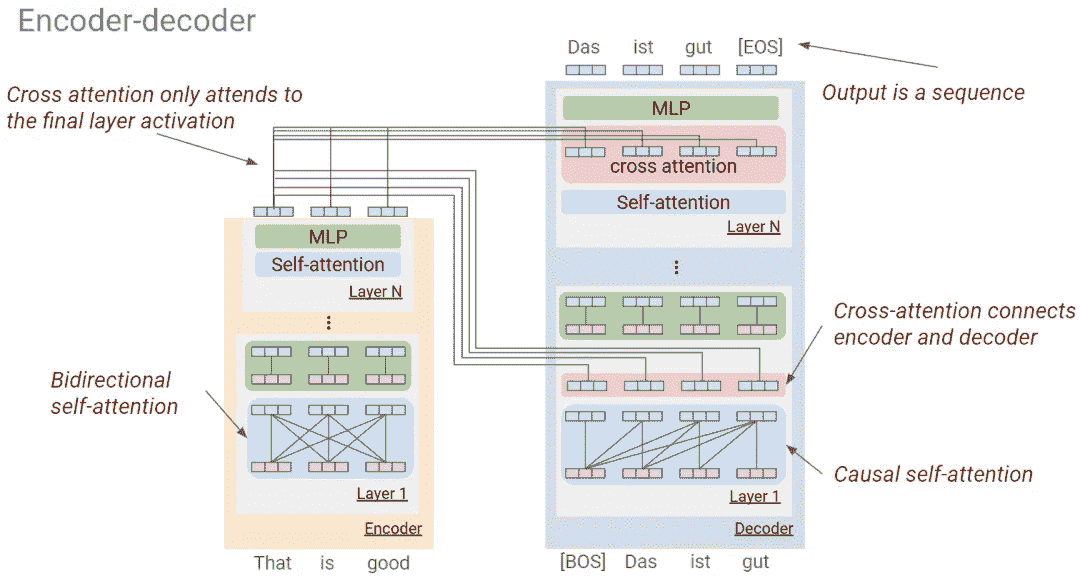 Encoder-decoder
Das ist gut [EOS]
Cross attention only attends to
the final layer activation
Output is a sequence
MLP
cross attention
Self-attention
Layer N
MLP
Self-attention
Layer N
Cross-attention connects
encoder and decoder
Bidirectional
self-attention
Causal self-attention
Layer 1
Encoder
Layer 1
Decoder
That is good
[BOS] Das ist gut